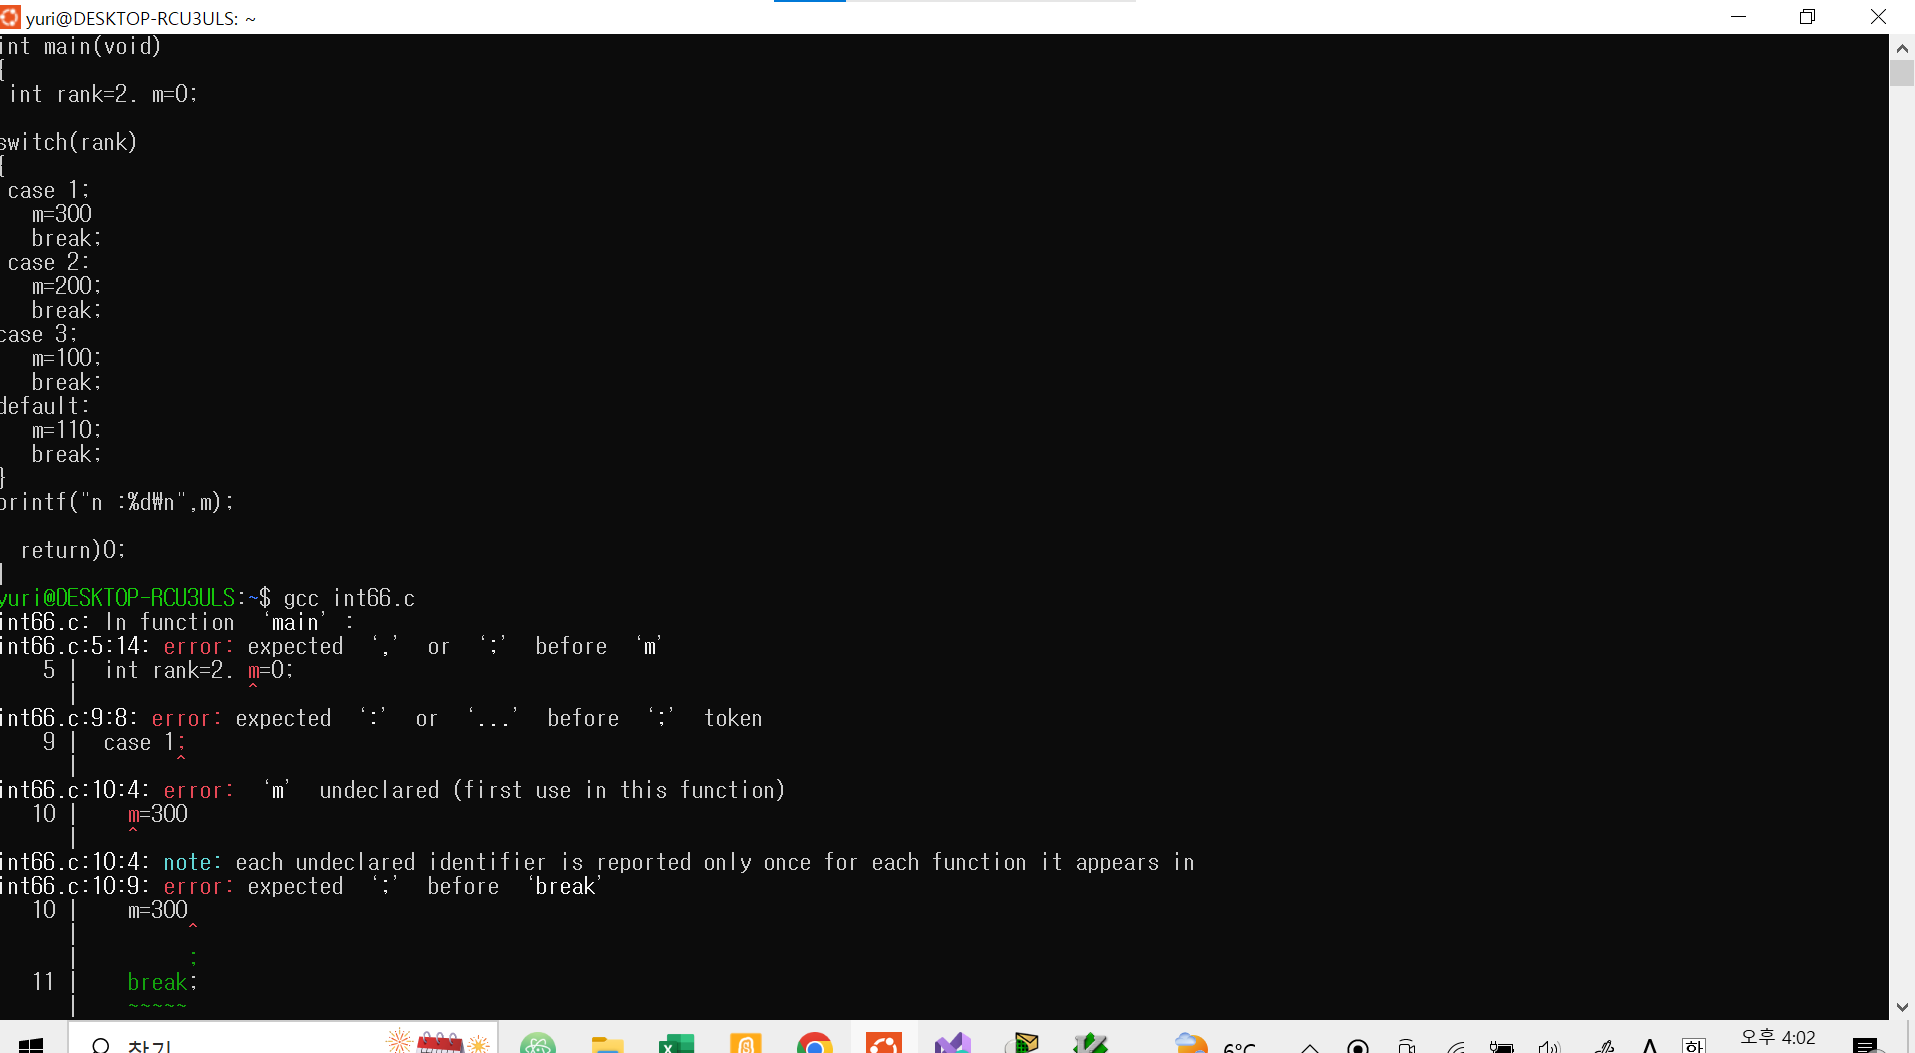 yuri@DESKTOP-RCU3ULS: ~
int main(void)
{
int rank=2. m=0;
switch(rank)
{
case 1;
m=300
break;
case 2:
m=200;
break;
case 3;
m=100;
break;
default:
m=110;
break;
}
printf("n :%d₩n",m);
return)0;
yuri@DESKTOP-RCU3ULS:~$ gcc int66.c
int66.c: In function ‘main’ :
int66.c:5:14: error: expected ‘,’ or ‘;’ before ‘m’
5 | int rank=2. m=0;
| ^
int66.c:9:8: error: expected ‘:’ or ‘...’ before ‘;’ token
9 | case 1;
| ^
int66.c:10:4: error: ‘m’ undeclared (first use in this function)
10 | m=300
| ^
int66.c:10:4: note: each undeclared identifier is reported only once for each function it appears in
int66.c:10:9: error: expected ‘;’ before ‘break’
10 | m=300
| ^
| ;
11 | break;
| ~~~~~
찾기
6°C
A
한
오후 4:02